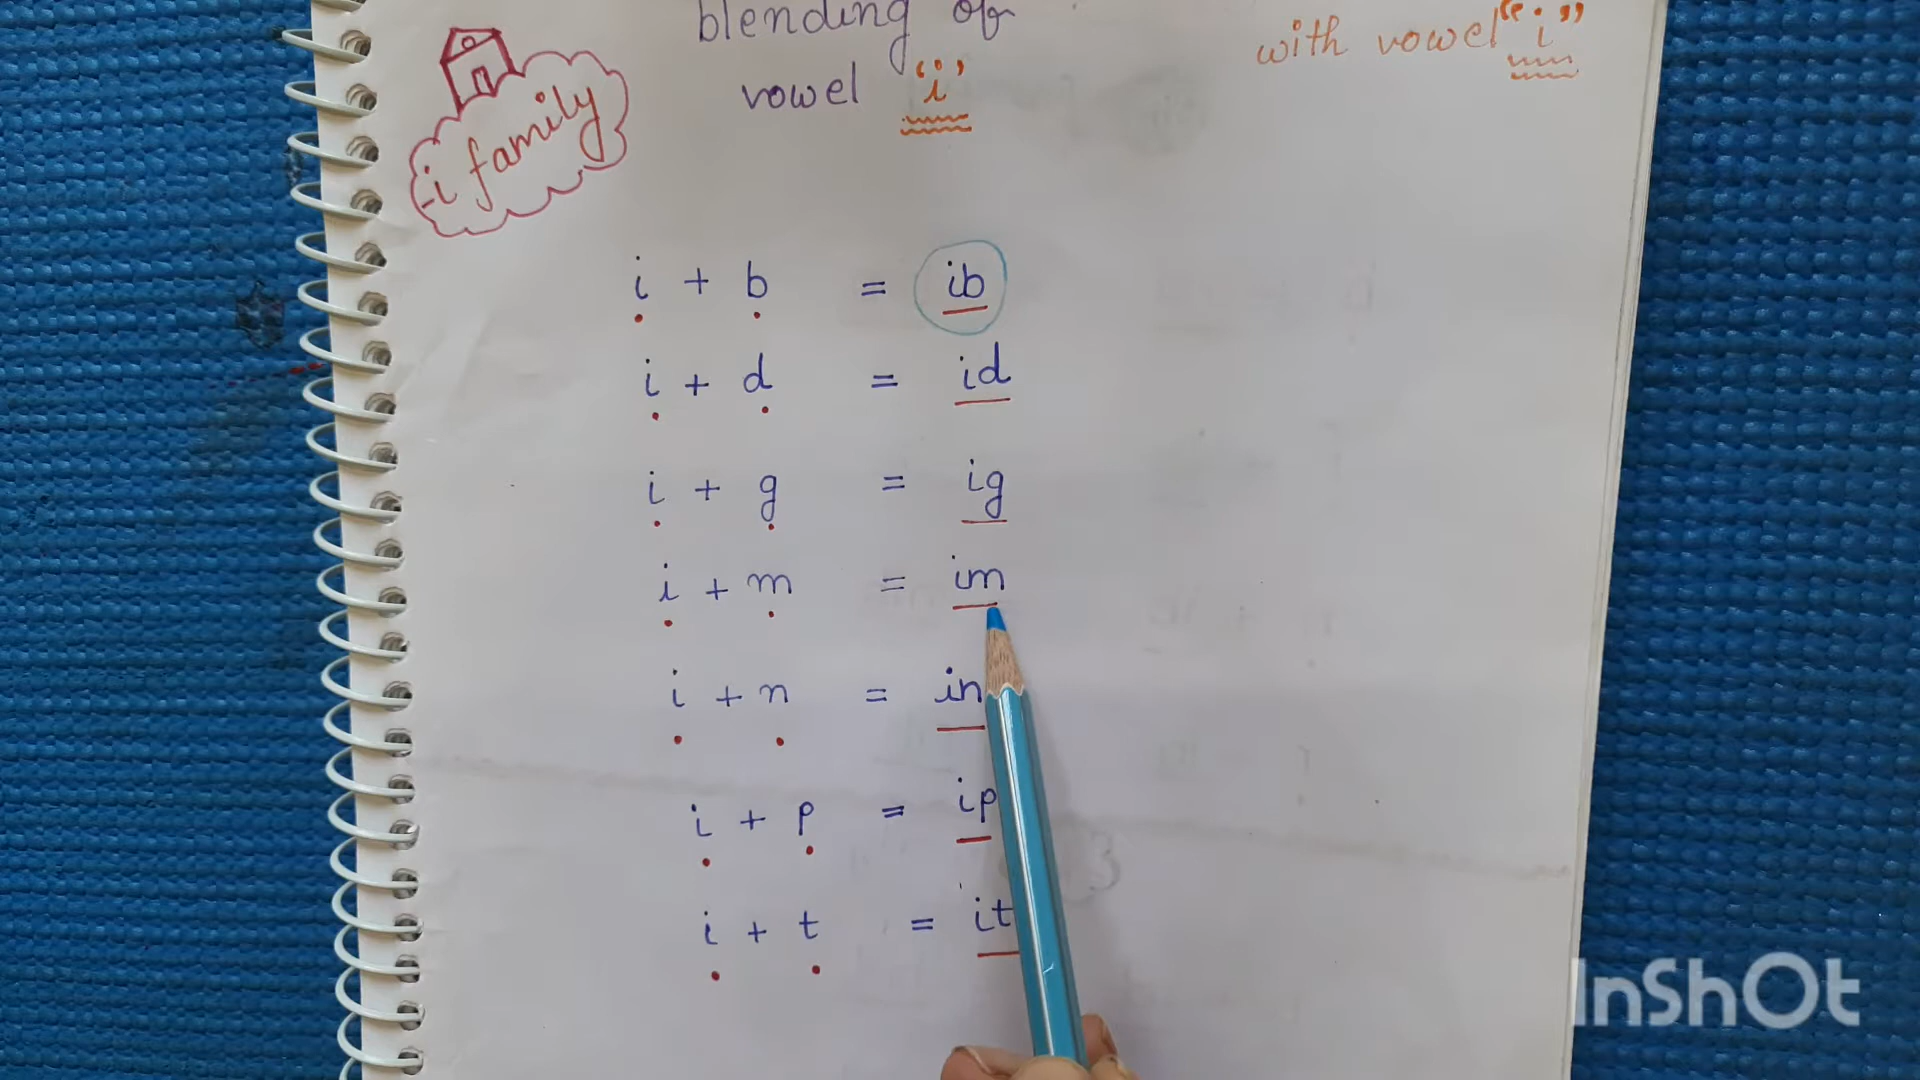 blending of
vowel "i"
with vowel "i"
-i family
i + b = ib
i + d = id
i + g = ig
i + m = im
i + n = in
i + p = ip
i + t = it
InShOt